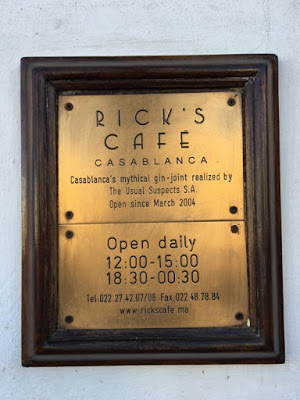 RICK'S
CAFÉ
CASABLANCA
Casablanca's mythical gin-joint realized by
The Usual Suspects S.A.
Open since March 2004
Open daily
12:00-15:00
18:30-00:30
Tel.022.27.42.07/08 Fax.022.48.78.84
www.rickscafe.ma